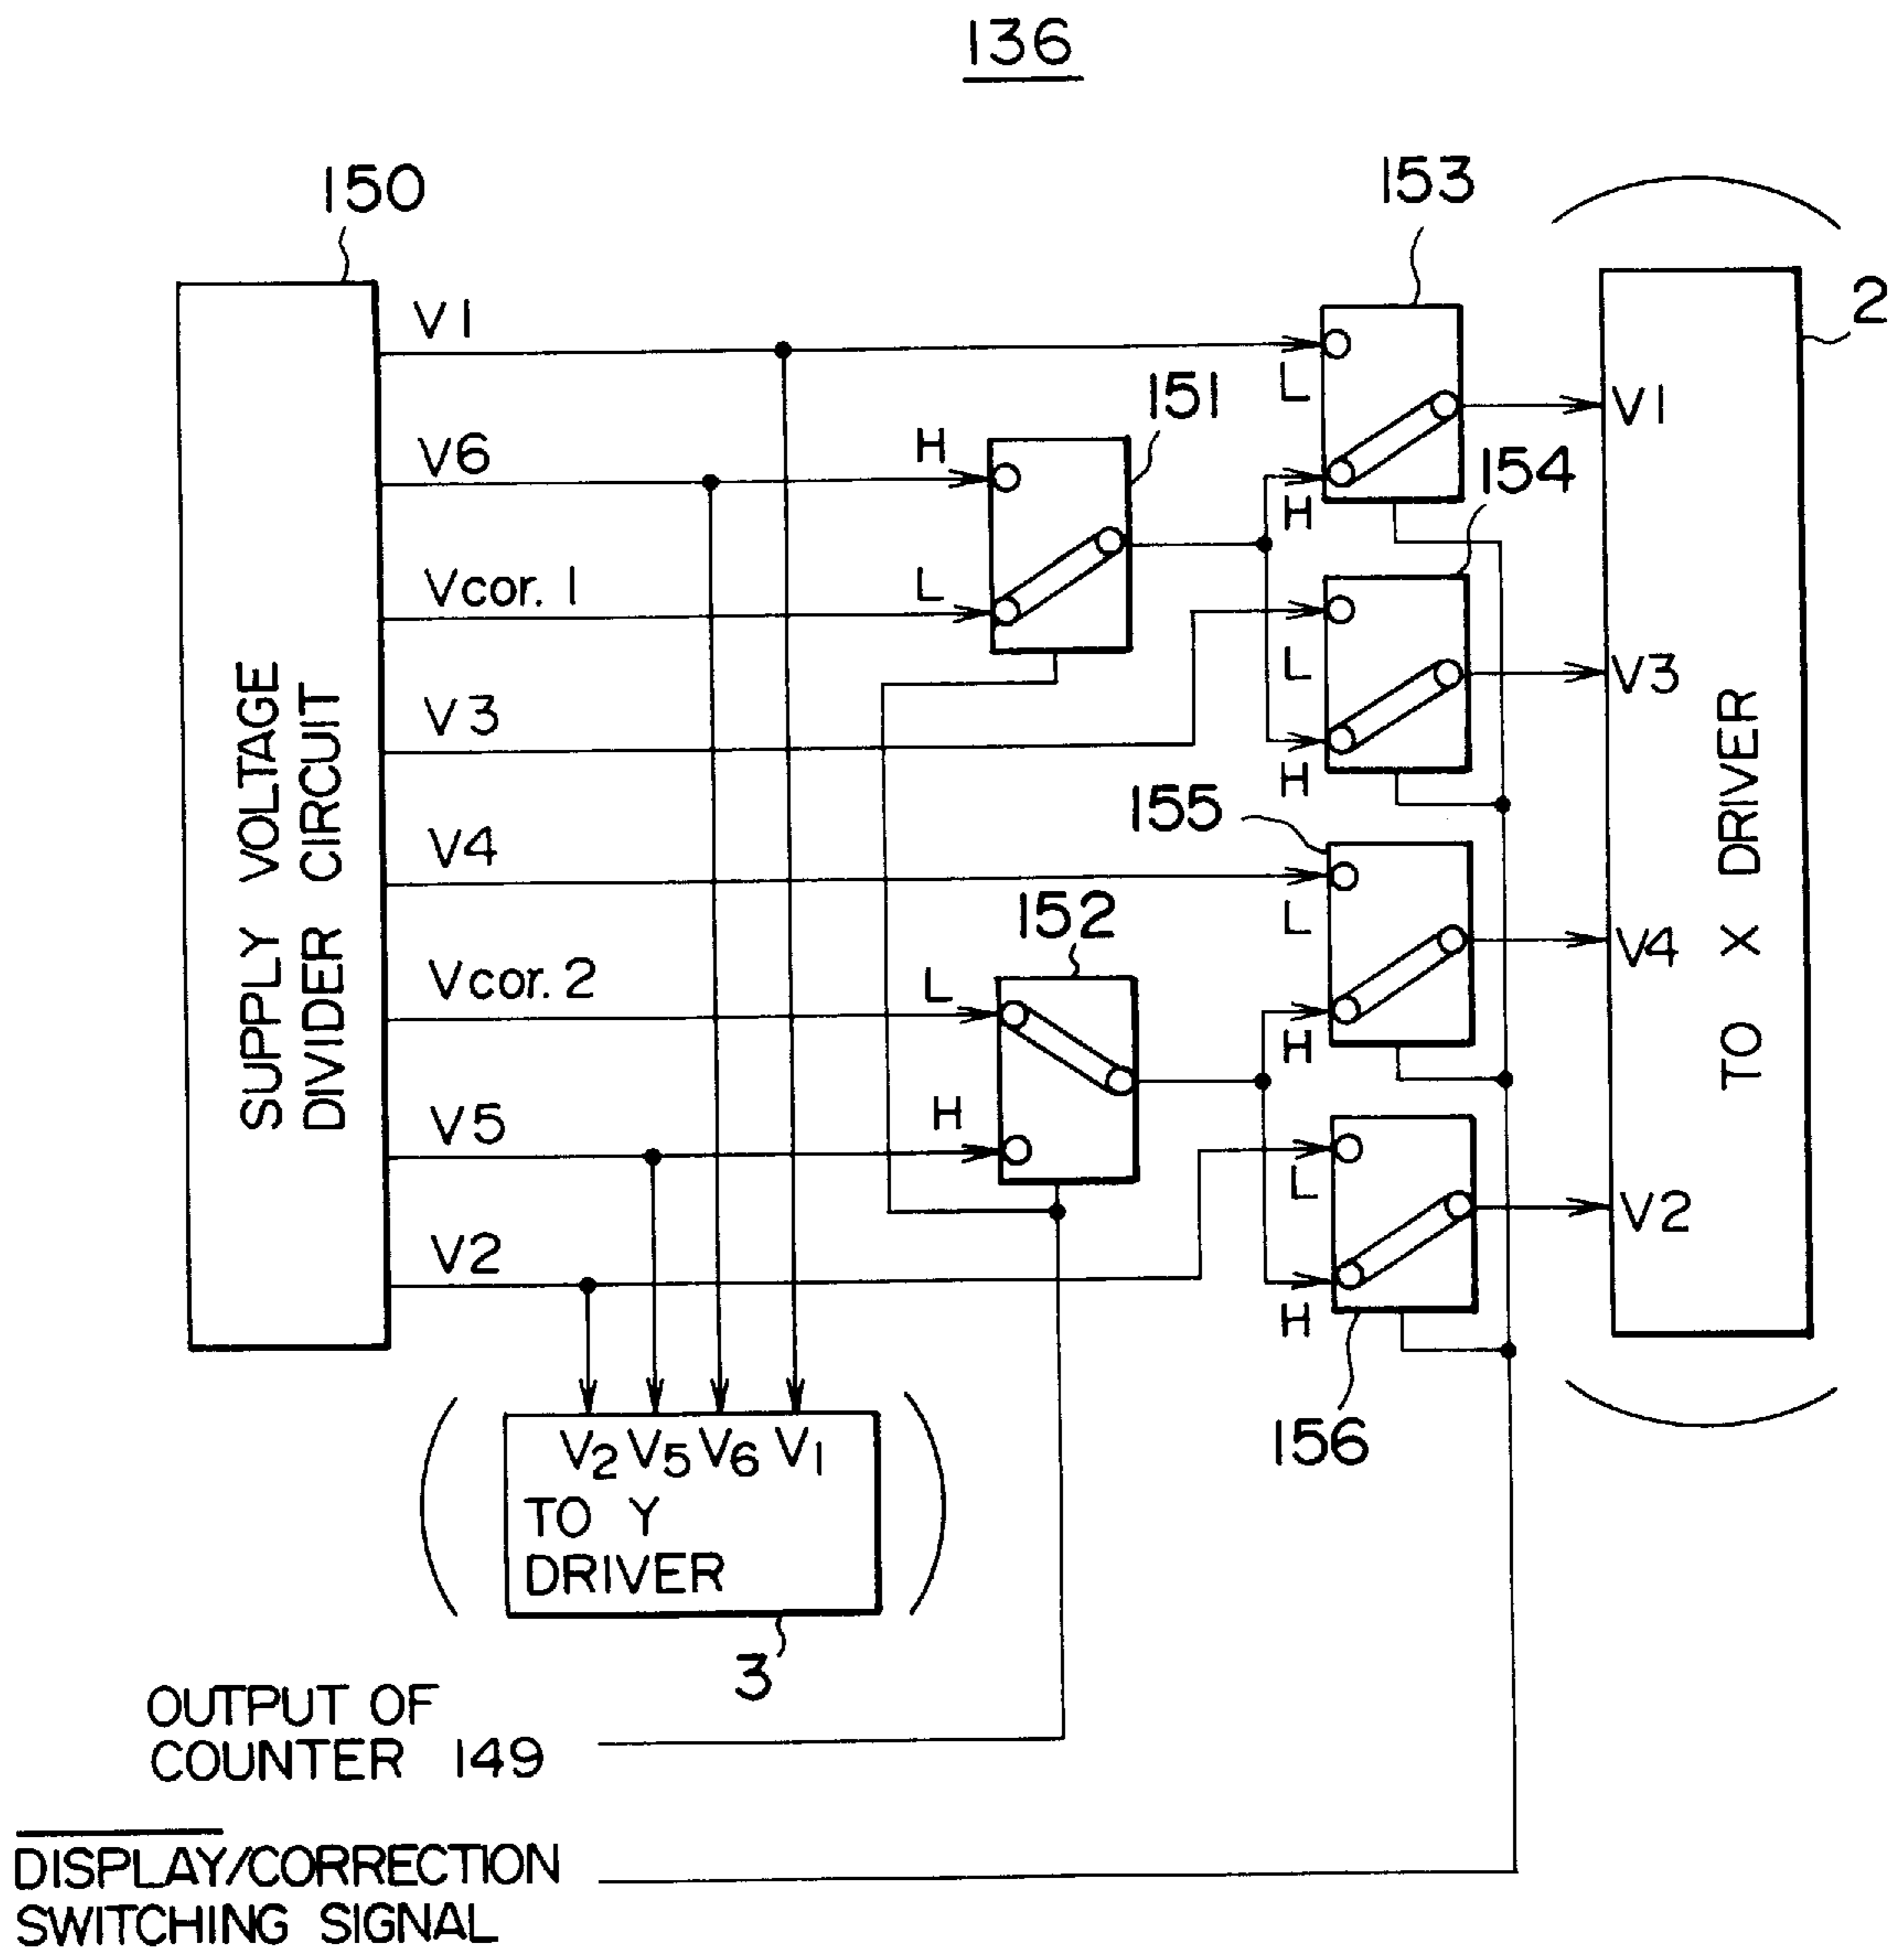 136
150
153
2
V1
L
V1
151
V6
H
154
H
Vcor. 1
L
L
V3
V3
H
155
V4
152
L
V4
Vcor. 2
L
H
V5
H
L
V2
V2
H
156
SUPPLY VOLTAGE
DIVIDER CIRCUIT
TO X DRIVER
V2 V5 V6 V1
TO Y
DRIVER
3
OUTPUT OF
COUNTER 149
DISPLAY/CORRECTION
SWITCHING SIGNAL